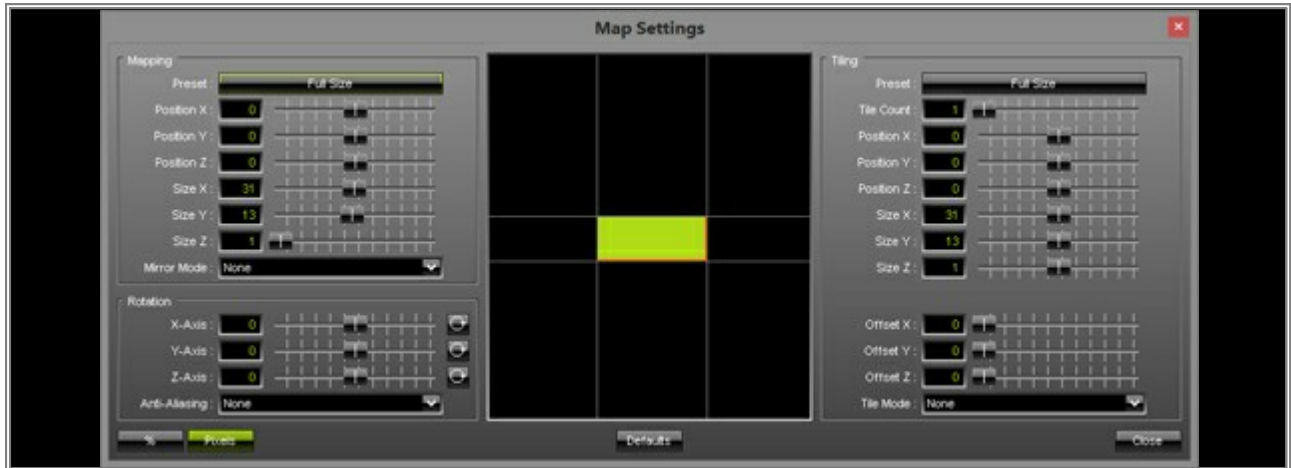 Map Settings
Mapping
Preset: Full Size
Position X: 0
Position Y: 0
Position Z: 0
Size X: 31
Size Y: 13
Size Z: 1
Mirror Mode: None
Rotation
X-Axis: 0
Y-Axis: 0
Z-Axis: 0
Anti-Aliasing: None
Tiling
Preset: Full Size
Tile Count: 1
Position X: 0
Position Y: 0
Position Z: 0
Size X: 31
Size Y: 13
Size Z: 1
Offset X: 0
Offset Y: 0
Offset Z: 0
Tile Mode: None
% Pixels Defaults Close